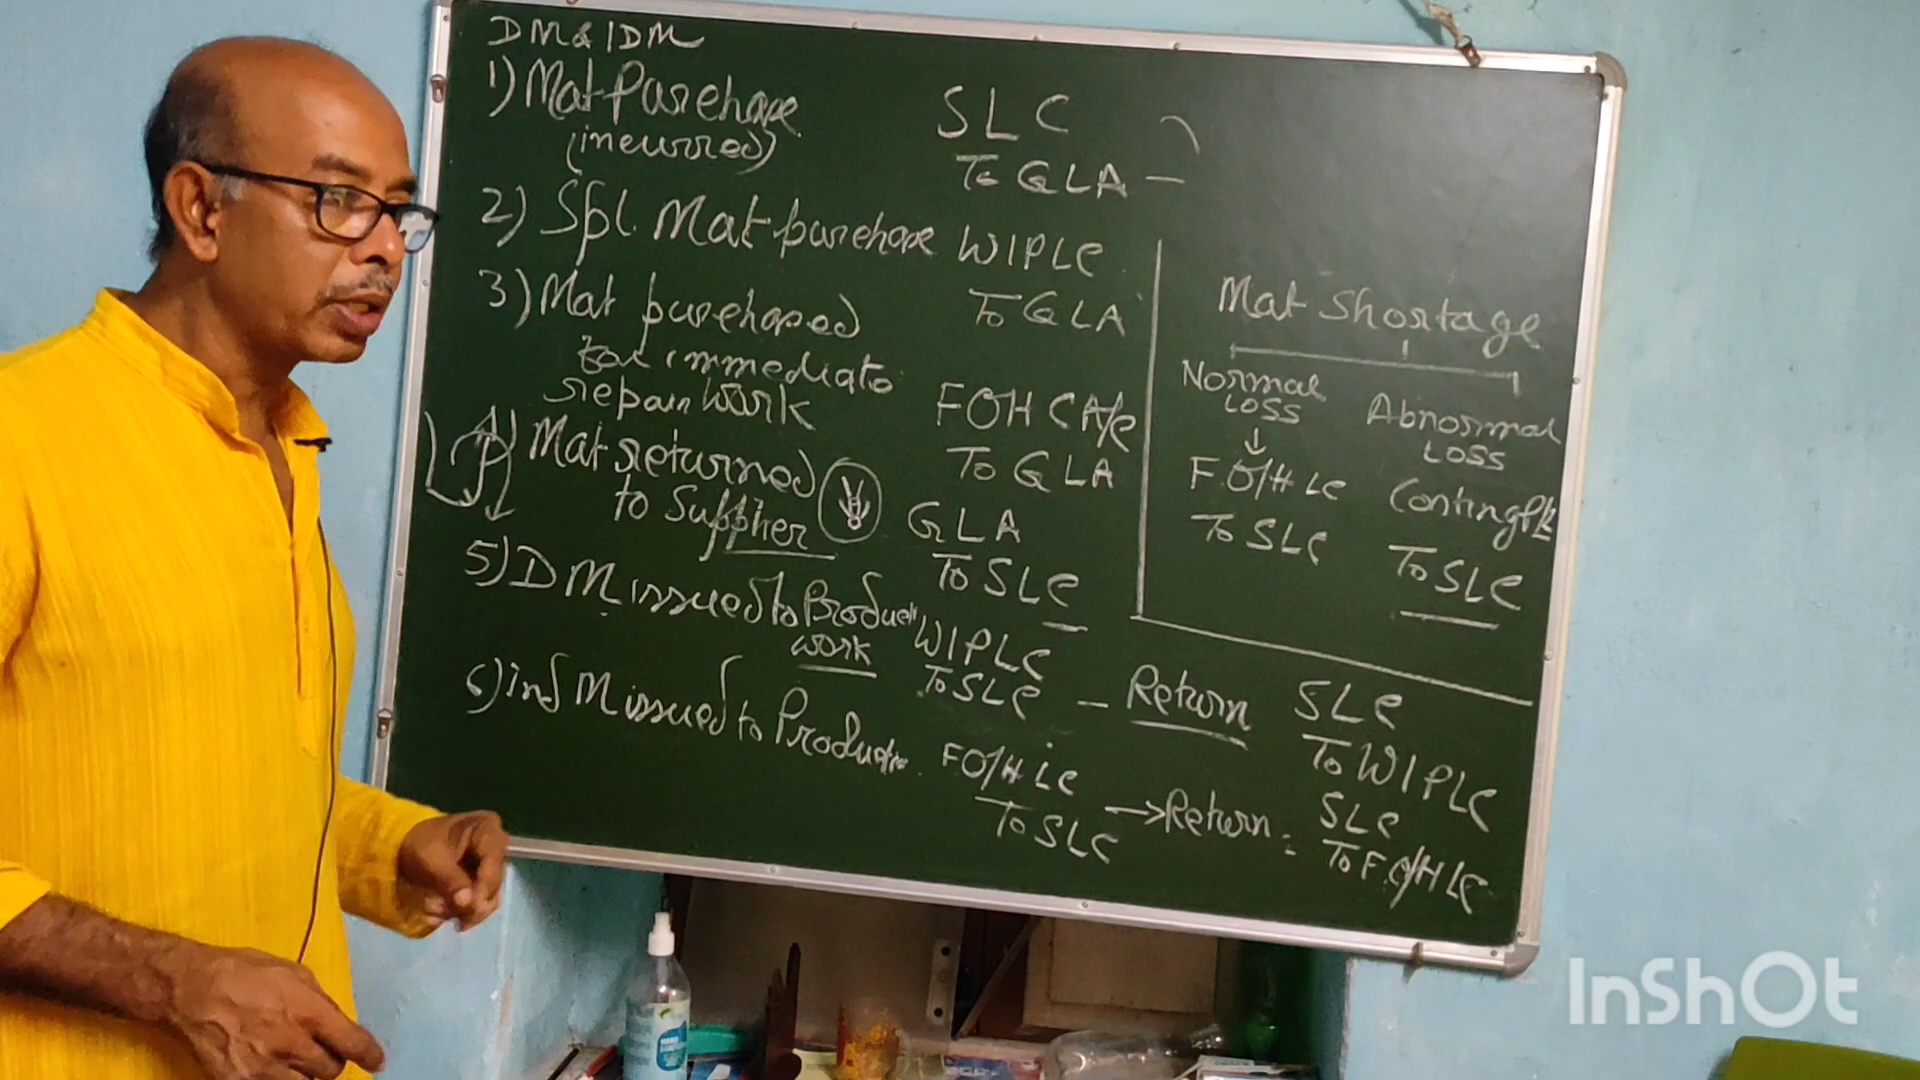 DM & IDM
1) Mat Purchase SLC
(incurred) To GLA –
2) Spl. Mat purchase WIPLC
To GLA
3) Mat purchased
for immediate
repair work FOHC A/c
To GLA
4) Mat returned
to Supplier GLA
To SLC
5) DM issued to Product
work WIPLC
To SLC – Return SLC
To WIPLC
6) ind M issued to Production FO/H LC
To SLC → Return : SLC
To F.O/H LC
Mat Shortage
Normal Loss
↓
F.O/H LC
To SLC
Abnormal Loss
To SLC
InShOt